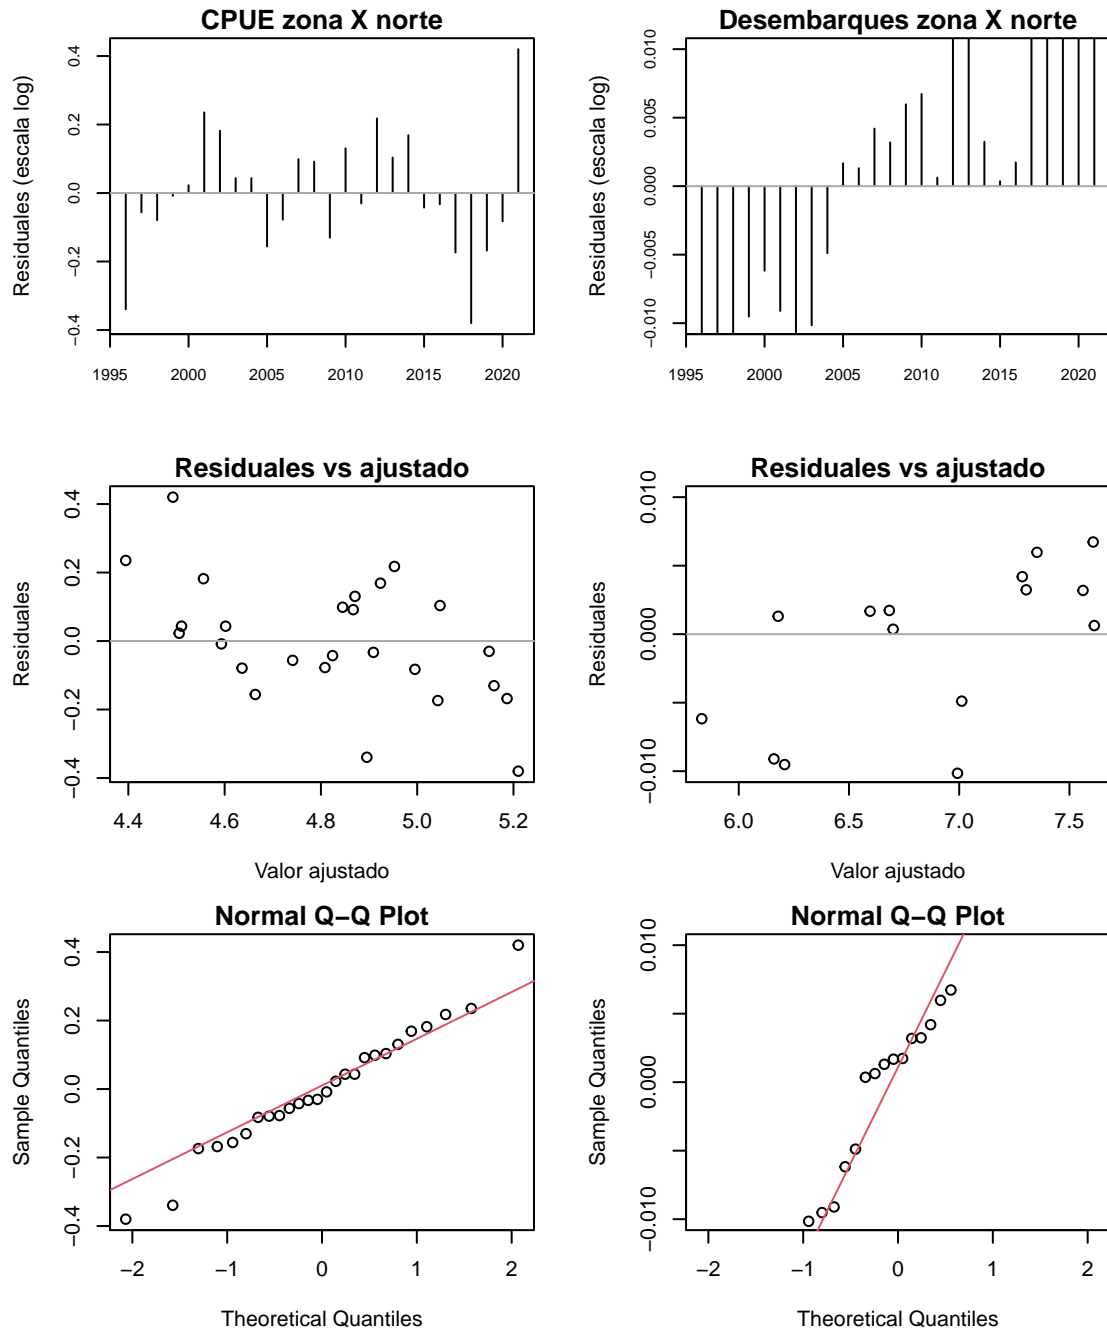 CPUE zona X norte
Residuales (escala log)
0.4
0.2
0.0
−0.2
−0.4
1995 2000 2005 2010 2015 2020
Desembarques zona X norte
Residuales (escala log)
0.010
0.005
0.000
−0.005
−0.010
1995 2000 2005 2010 2015 2020
Residuales vs ajustado
Residuales
0.4
0.2
0.0
−0.2
−0.4
4.4 4.6 4.8 5.0 5.2
Valor ajustado
Residuales vs ajustado
Residuales
0.010
0.000
−0.010
6.0 6.5 7.0 7.5
Valor ajustado
Normal Q−Q Plot
Sample Quantiles
0.4
0.2
0.0
−0.2
−0.4
−2 −1 0 1 2
Theoretical Quantiles
Normal Q−Q Plot
Sample Quantiles
0.010
0.000
−0.010
−2 −1 0 1 2
Theoretical Quantiles